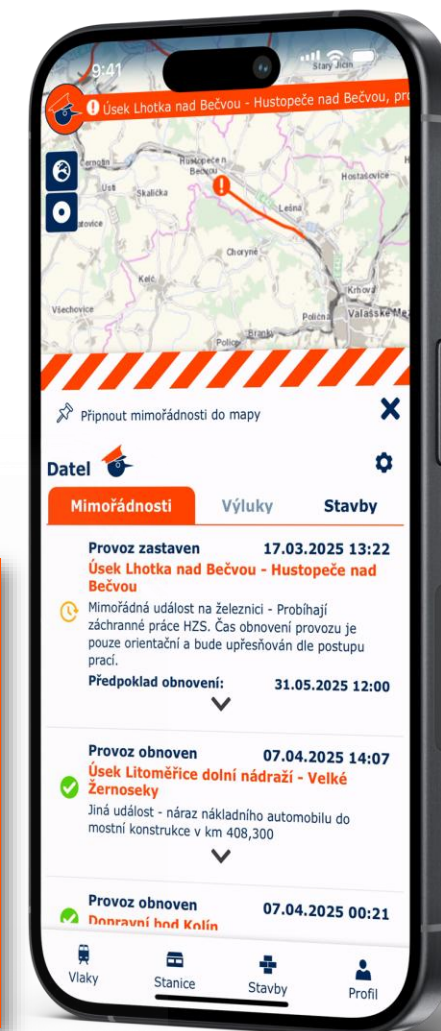 9:41
Starý Jičín
Úsek Lhotka nad Bečvou - Hustopeče nad Bečvou, pro
Černotín
Hustopeče n
Bečvou
Hostašovice
Ústí
Skalička
Lešná
Choryně
Kelč
Krhová
Všechovice
Poličná
Valašské Mez
Branky
Police
Připnout mimořádnosti do mapy
Datel
Mimořádnosti
Výluky
Stavby
Provoz zastaven 17.03.2025 13:22
Úsek Lhotka nad Bečvou - Hustopeče nad
Bečvou
Mimořádná událost na železnici - Probíhají
záchranné práce HZS. Čas obnovení provozu je
pouze orientační a bude upřesňován dle postupu
prací.
Předpoklad obnovení: 31.05.2025 12:00
Provoz obnoven 07.04.2025 14:07
Úsek Litoměřice dolní nádraží - Velké
Žernoseky
Jiná událost - náraz nákladního automobilu do
mostní konstrukce v km 408,300
Provoz obnoven 07.04.2025 00:21
Dopravní bod Kolín
Vlaky
Stanice
Stavby
Profil